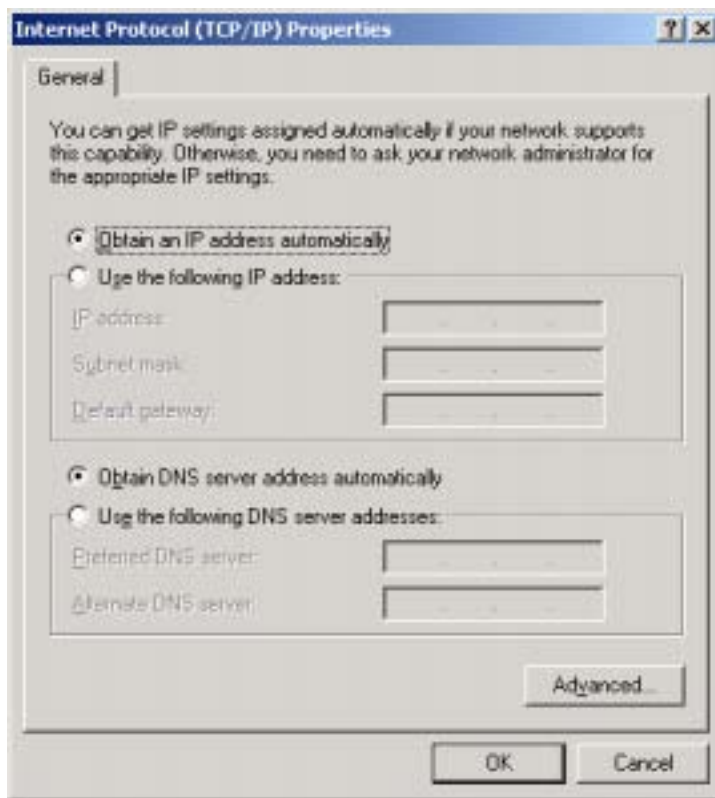 Internet Protocol (TCP/IP) Properties
General
You can get IP settings assigned automatically if your network supports
this capability. Otherwise, you need to ask your network administrator for
the appropriate IP settings.
Obtain an IP address automatically
Use the following IP address:
IP address:
Subnet mask:
Default gateway:
Obtain DNS server address automatically
Use the following DNS server addresses:
Preferred DNS server:
Alternate DNS server:
Advanced...
OK
Cancel